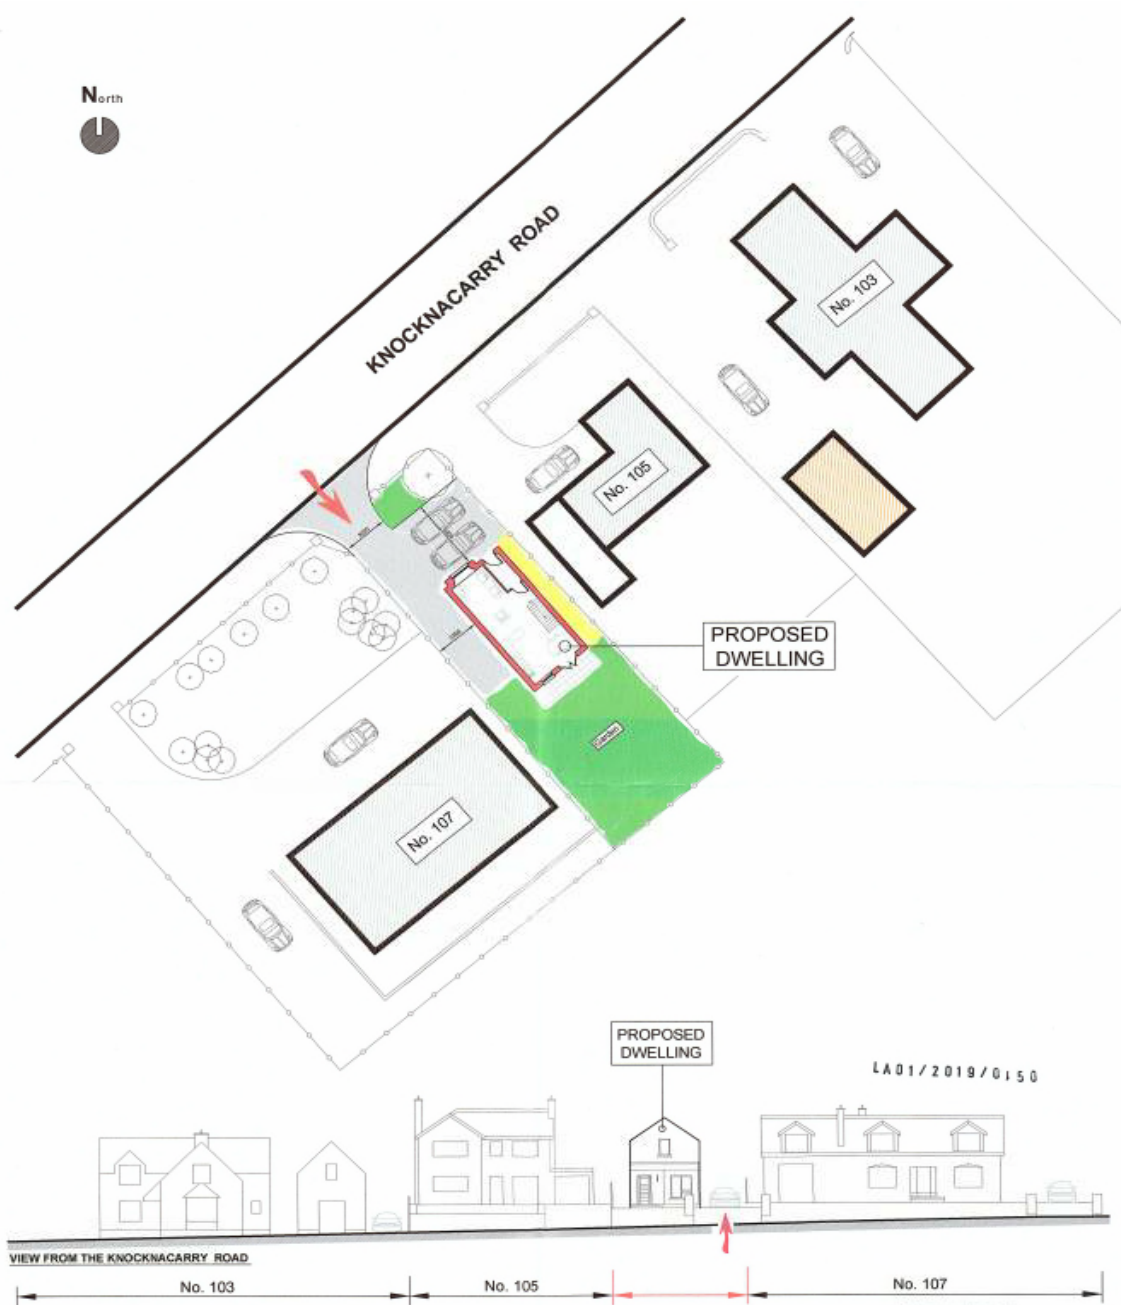 North
KNOCKNACARRY ROAD
No. 103
No. 105
PROPOSED
DWELLING
Garden
No. 107
PROPOSED
DWELLING
LA01/2019/0150
VIEW FROM THE KNOCKNACARRY ROAD
No. 103
No. 105
No. 107